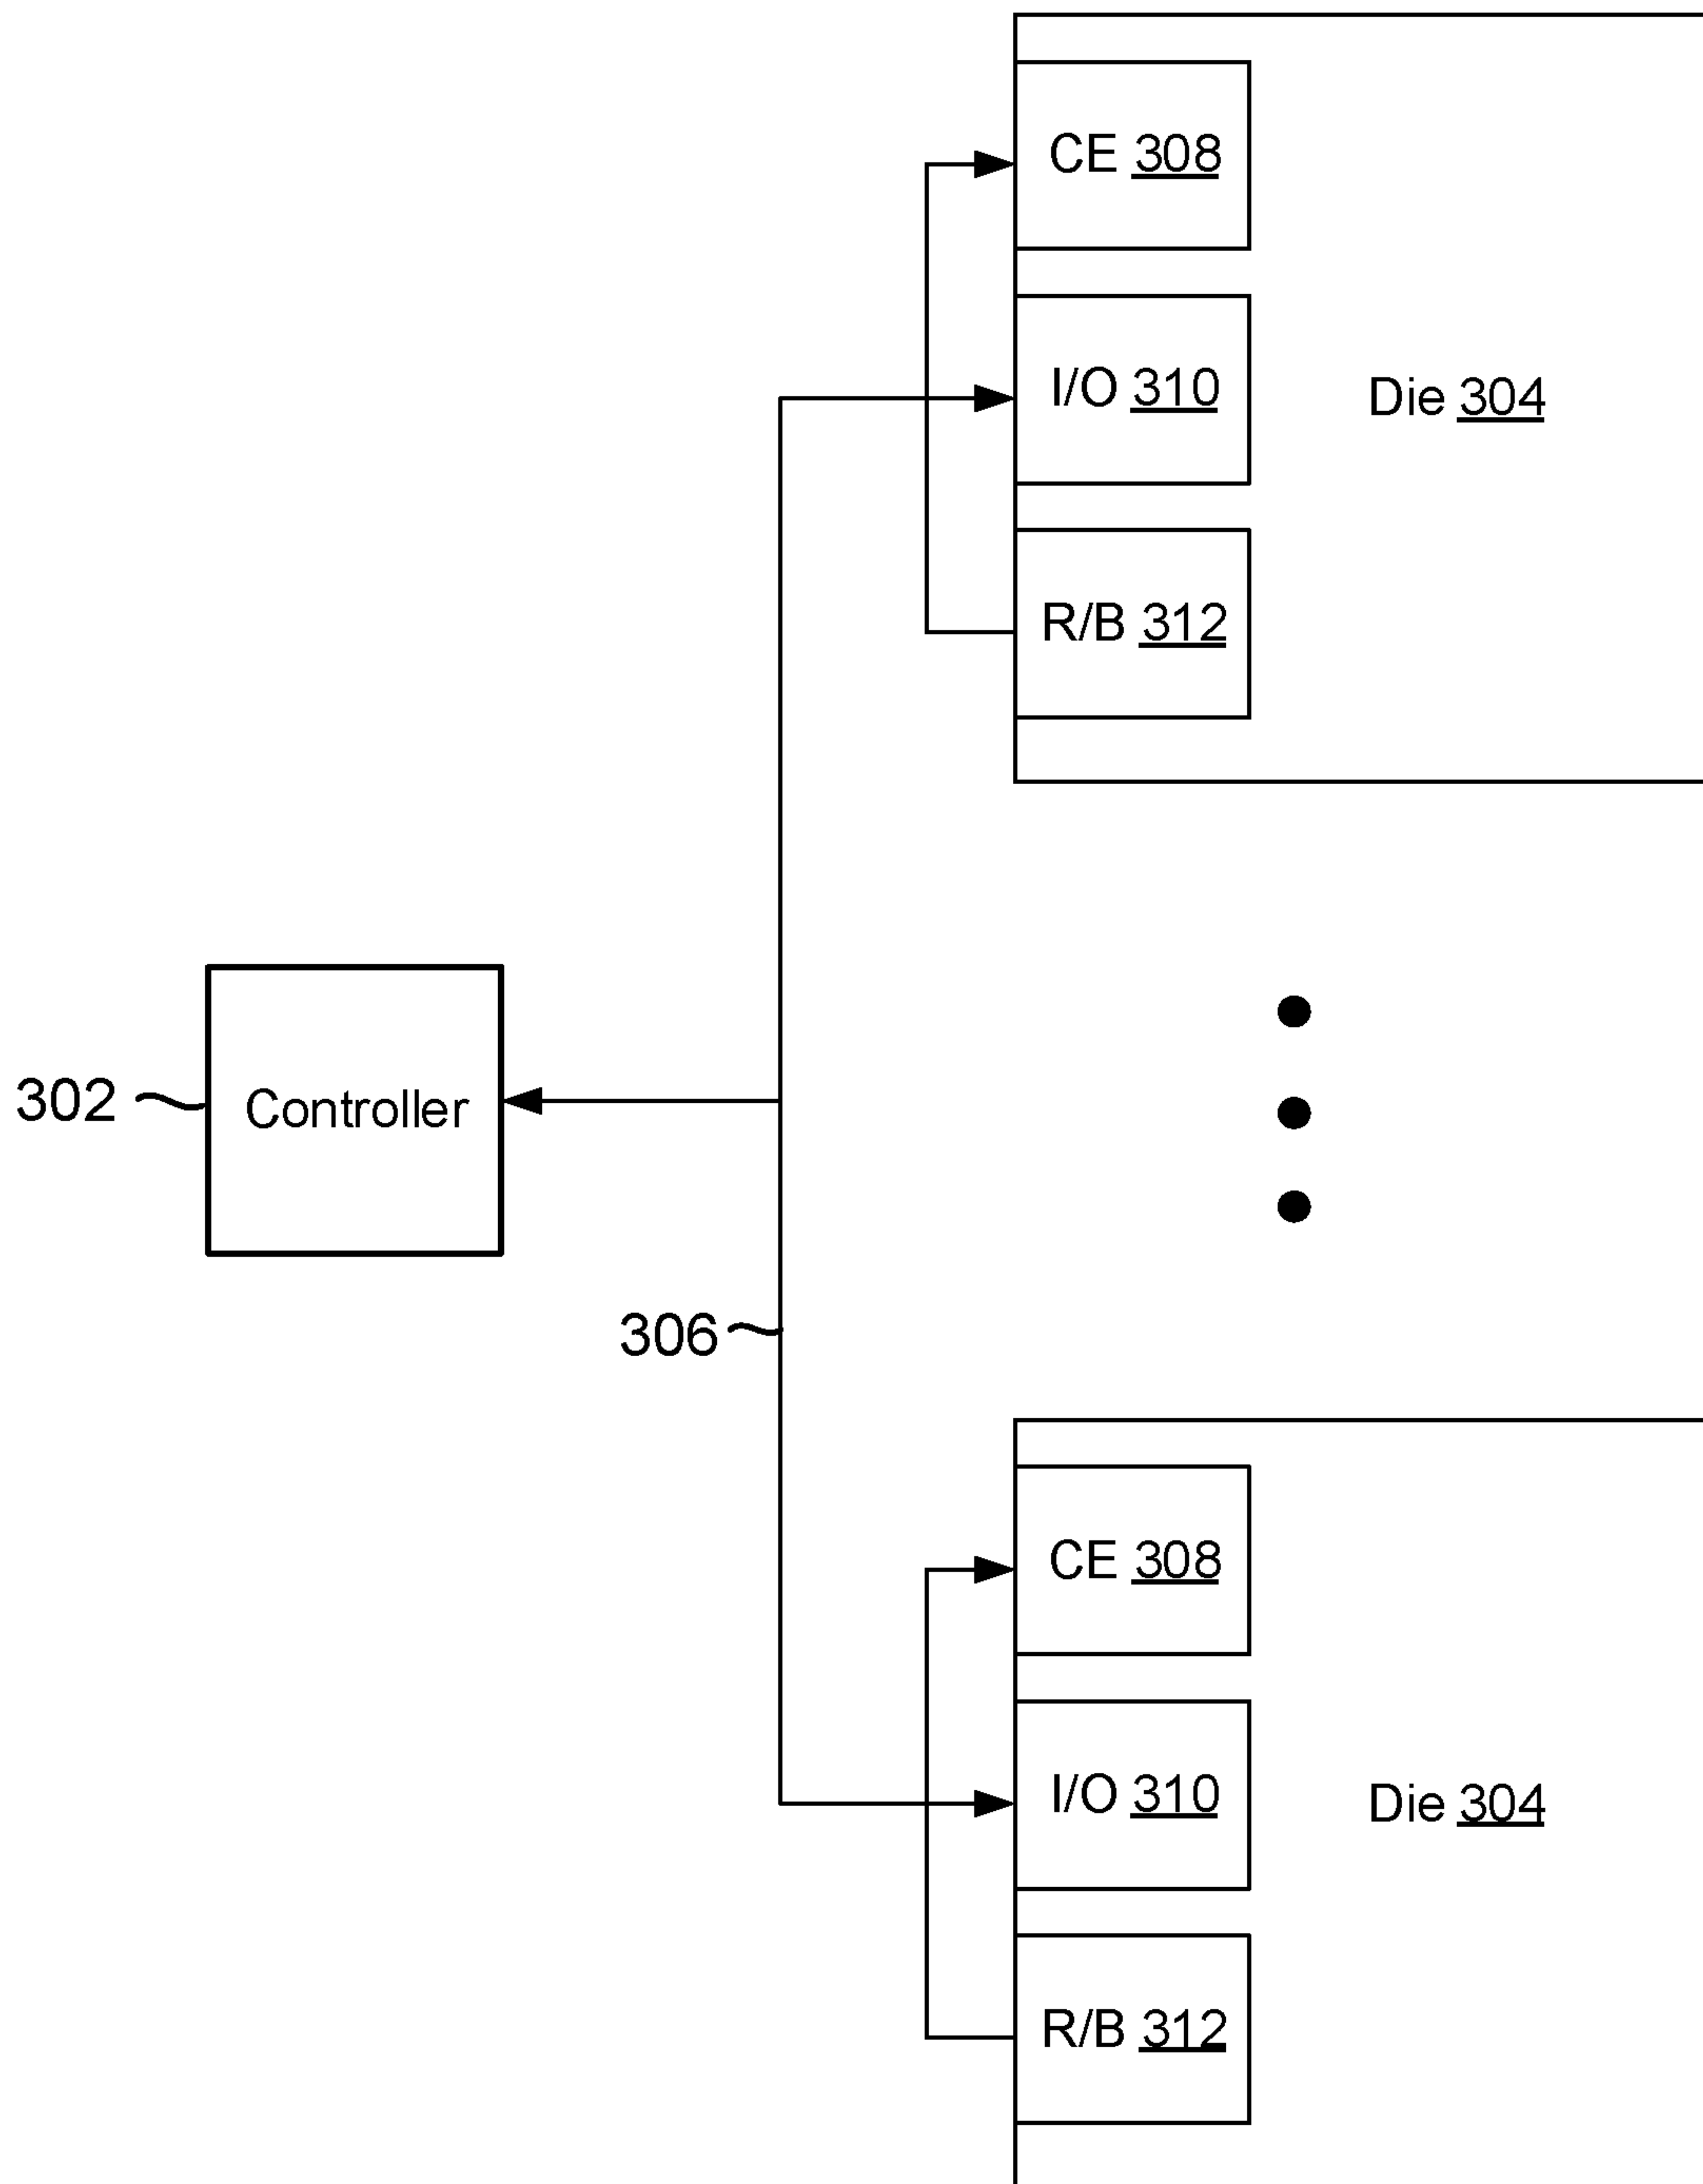 CE 308
I/O 310
Die 304
R/B 312
302
Controller
306
CE 308
I/O 310
Die 304
R/B 312